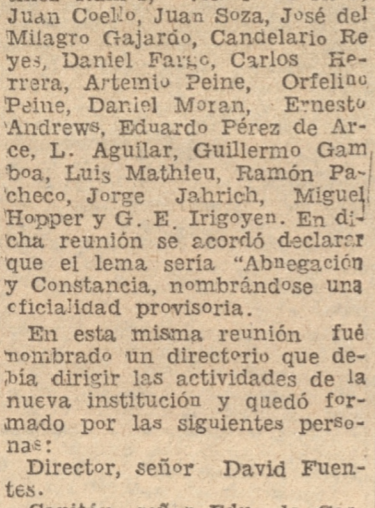 Juan Coello, Juan Soza, José del
Milagro Gajardo, Candelario Re
yes, Daniel Fargo, Carlos He-
rrera, Artemio Peine, Orfelino
Peine, Daniel Moran, Ernesto
Andrews, Eduardo Pérez de Ar-
ce, L. Aguilar, Guillermo Gam
boa, Luis Mathieu, Ramón Pa-
checo, Jorge Jahrich, Miguel
Hopper y G. E. Irigoyen. En di-
cha reunión se acordó declarar
que el lema sería "Abnegación
y Constancia, nombrándose una
oficialidad provisoria.
En esta misma reunión fué
nombrado un directorio que de-
bía dirigir las actividades de la
nueva institución y quedó for-
mado por las siguientes perso-
nas:
Director, señor David Fuen-
tes.